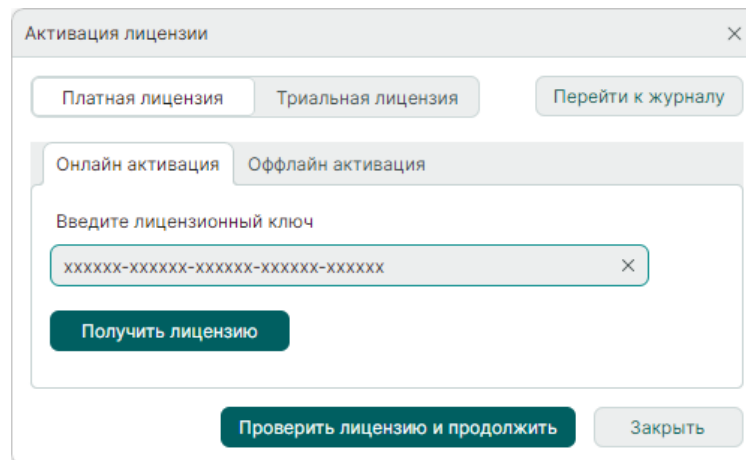 Активация лицензии
Платная лицензия Триальная лицензия Перейти к журналу
Онлайн активация Оффлайн активация
Введите лицензионный ключ
xxxxxx-xxxxxx-xxxxxx-xxxxxx-xxxxxx
Получить лицензию
Проверить лицензию и продолжить Закрыть